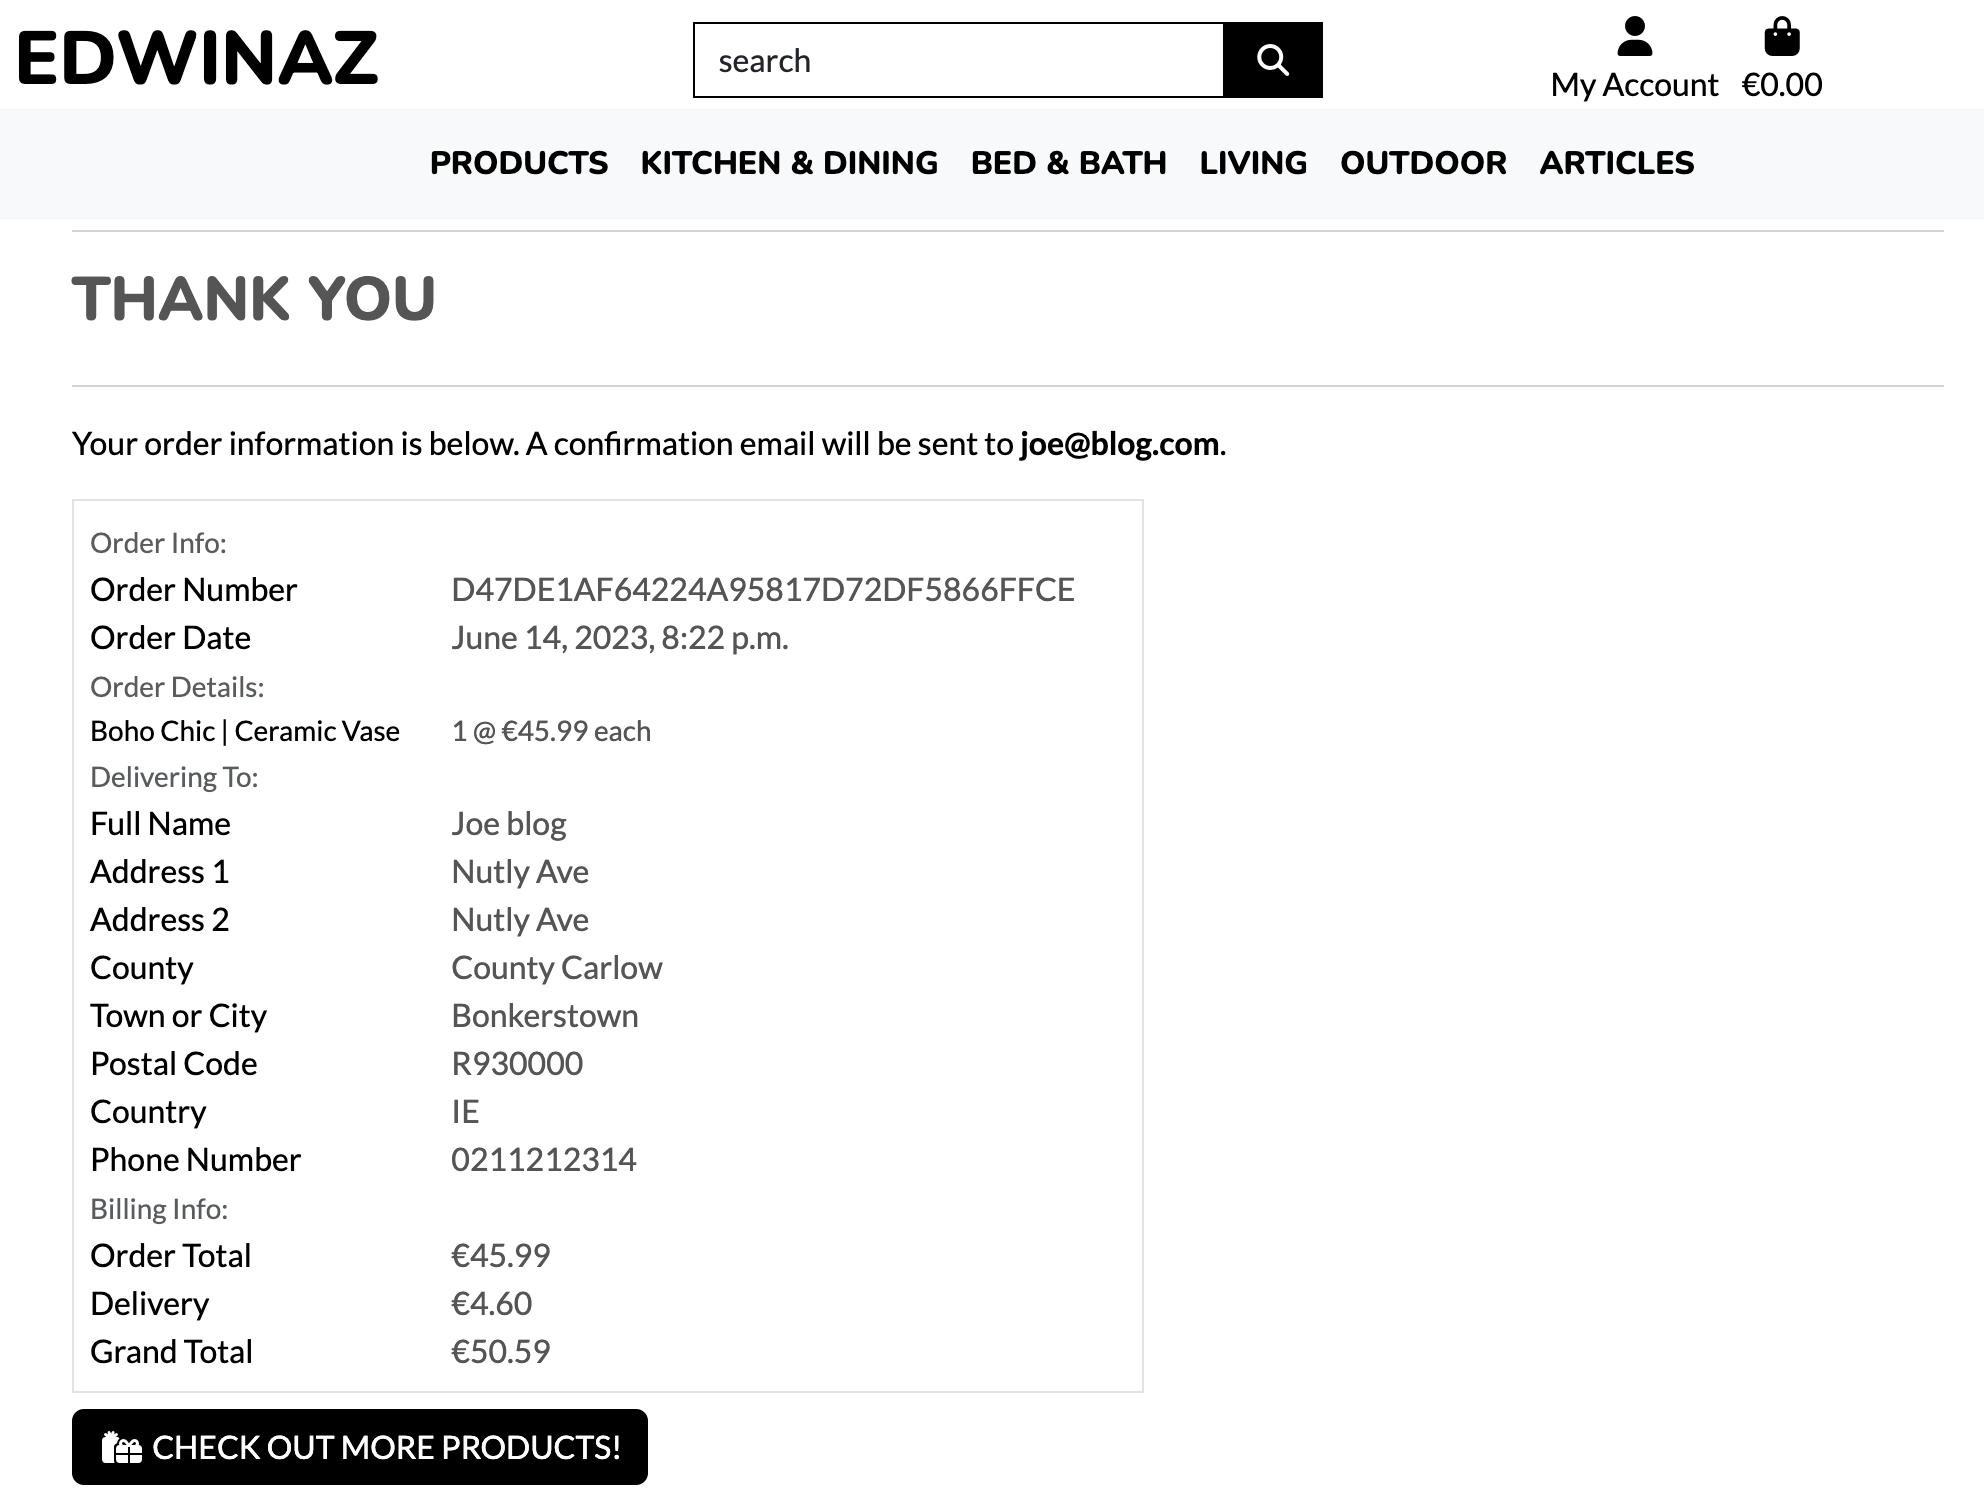 EDWINAZ
search
My Account €0.00
PRODUCTS KITCHEN & DINING BED & BATH LIVING OUTDOOR ARTICLES
THANK YOU
Your order information is below. A confirmation email will be sent to joe@blog.com.
Order Info:
Order Number D47DE1AF64224A95817D72DF5866FFCE
Order Date June 14, 2023, 8:22 p.m.
Order Details:
Boho Chic | Ceramic Vase 1 @ €45.99 each
Delivering To:
Full Name Joe blog
Address 1 Nutly Ave
Address 2 Nutly Ave
County County Carlow
Town or City Bonkerstown
Postal Code R930000
Country IE
Phone Number 0211212314
Billing Info:
Order Total €45.99
Delivery €4.60
Grand Total €50.59
CHECK OUT MORE PRODUCTS!